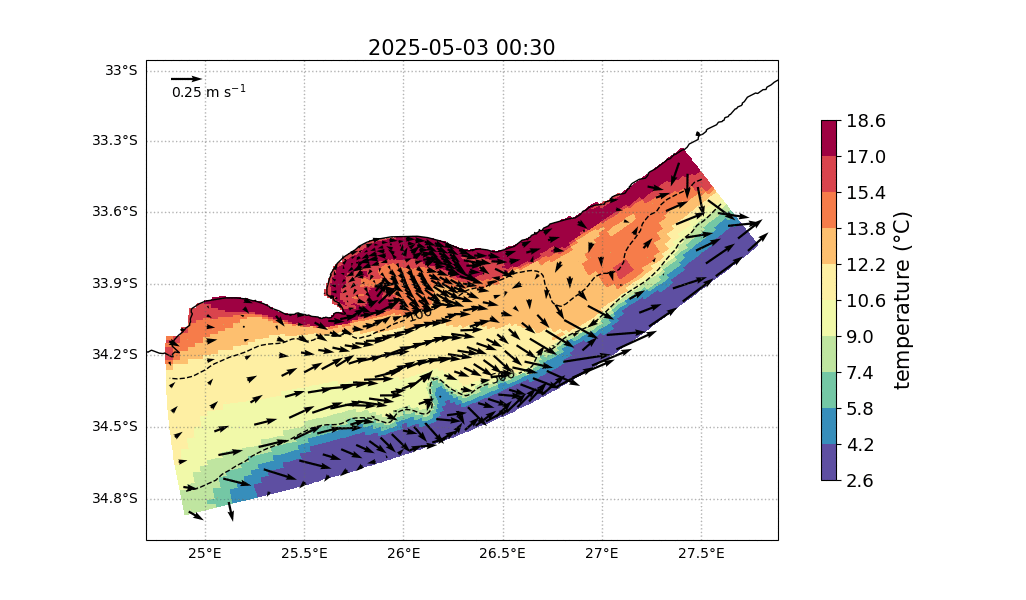 2025-05-03 00:30
0.25 m s⁻¹
33°S
33.3°S
33.6°S
33.9°S
34.2°S
34.5°S
34.8°S
25°E
25.5°E
26°E
26.5°E
27°E
27.5°E
100
500
18.6
17.0
15.4
13.8
12.2
10.6
9.0
7.4
5.8
4.2
2.6
temperature (°C)